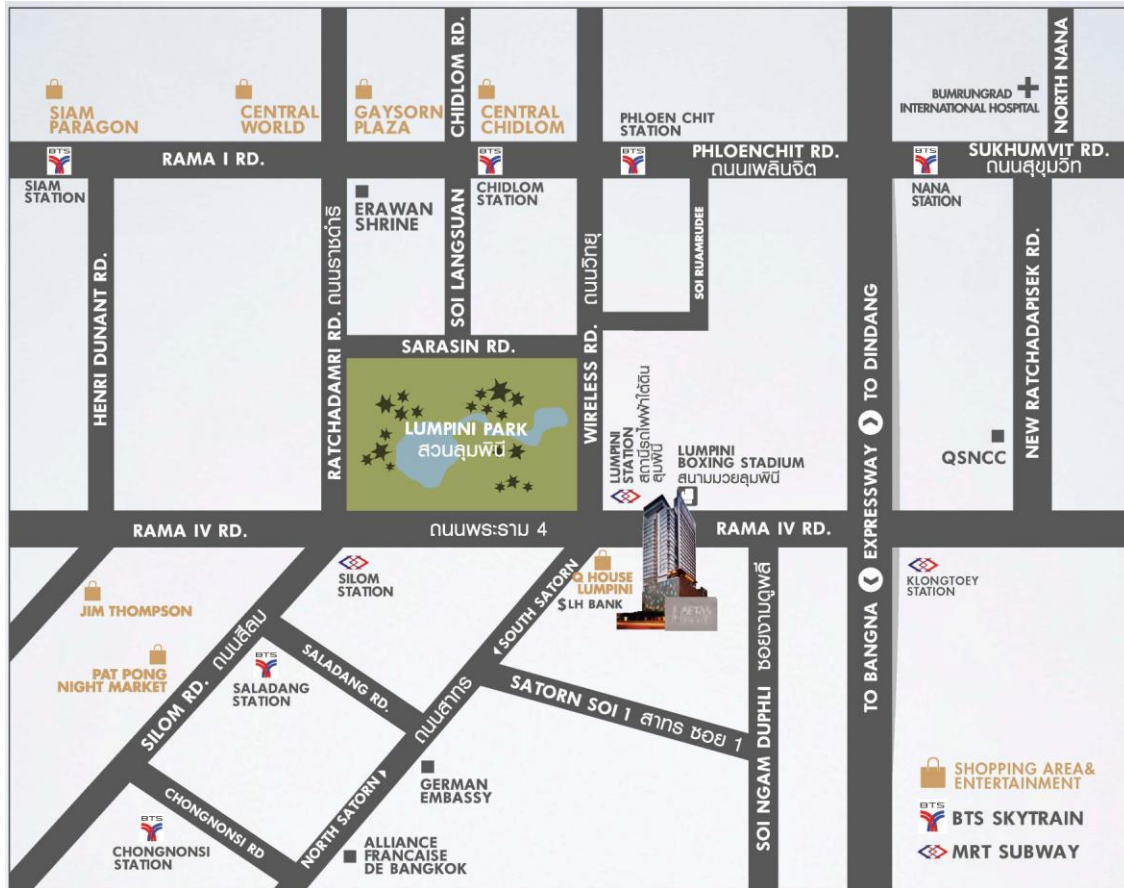 CHIDLOM RD.
NORTH NANA
SIAM
PARAGON
CENTRAL
WORLD
GAYSORN
PLAZA
CENTRAL
CHIDLOM
PHLOEN CHIT
STATION
BUMRUNGRAD
INTERNATIONAL HOSPITAL
BTS
RAMA I RD.
BTS
BTS
PHLOENCHIT RD.
ถนนเพลินจิต
BTS
SUKHUMVIT RD.
ถนนสุขุมวิท
SIAM
STATION
ERAWAN
SHRINE
CHIDLOM
STATION
NANA
STATION
HENRI DUNANT RD.
RATCHADAMRI RD. ถนนราชดำริ
SOI LANGSUAN
WIRELESS RD. ถนนวิทยุ
SOI RUAMRUDEE
TO BANGNA EXPRESSWAY TO DINDANG
NEW RATCHADAPISEK RD.
SARASIN RD.
LUMPINI PARK
สวนลุมพินี
LUMPINI
STATION
สถานีรถไฟฟ้าใต้ดิน
ลุมพินี
LUMPINI
BOXING STADIUM
สนามมวยลุมพินี
QSNCC
RAMA IV RD.
ถนนพระราม 4
RAMA IV RD.
SILOM
STATION
Q HOUSE
LUMPINI
$LH BANK
KLONGTOEY
STATION
JIM THOMPSON
PAT PONG
NIGHT MARKET
SILOM RD. ถนนสีลม
BTS
SALADANG
STATION
SALADANG RD.
SOUTH SATORN
ถนนสาทร
NORTH SATORN
SATORN SOI 1 สาทร ซอย 1
SOI NGAM DUPHLI ซอยงามดูพลี
GERMAN
EMBASSY
CHONGNONSI RD
BTS
CHONGNONSI
STATION
ALLIANCE
FRANCAISE
DE BANGKOK
SHOPPING AREA&
ENTERTAINMENT
BTS
BTS SKYTRAIN
MRT SUBWAY